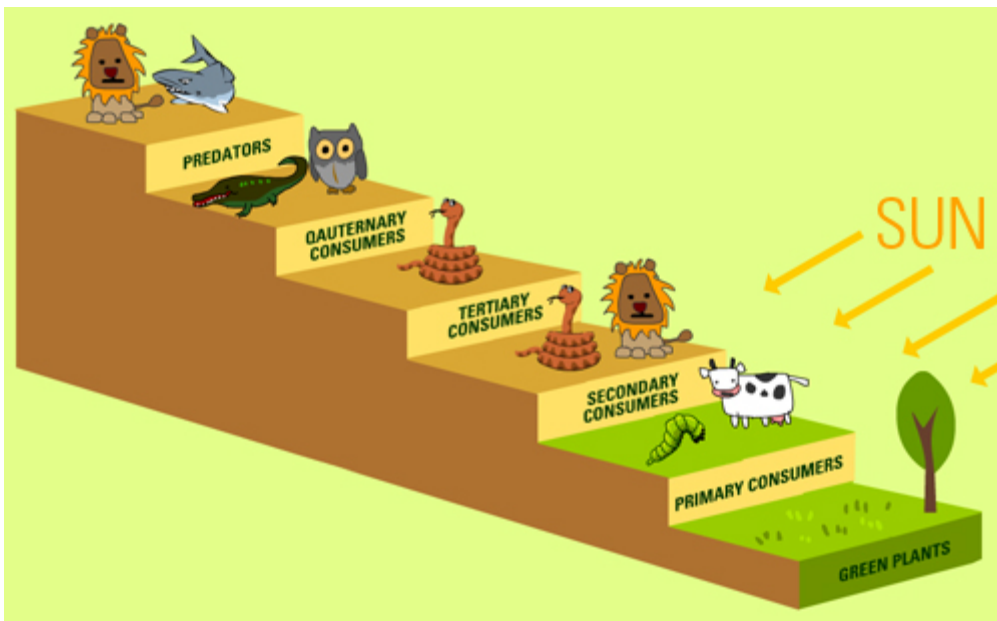 SUN
PREDATORS
QAUTERNARY
CONSUMERS
TERTIARY
CONSUMERS
SECONDARY
CONSUMERS
PRIMARY CONSUMERS
GREEN PLANTS